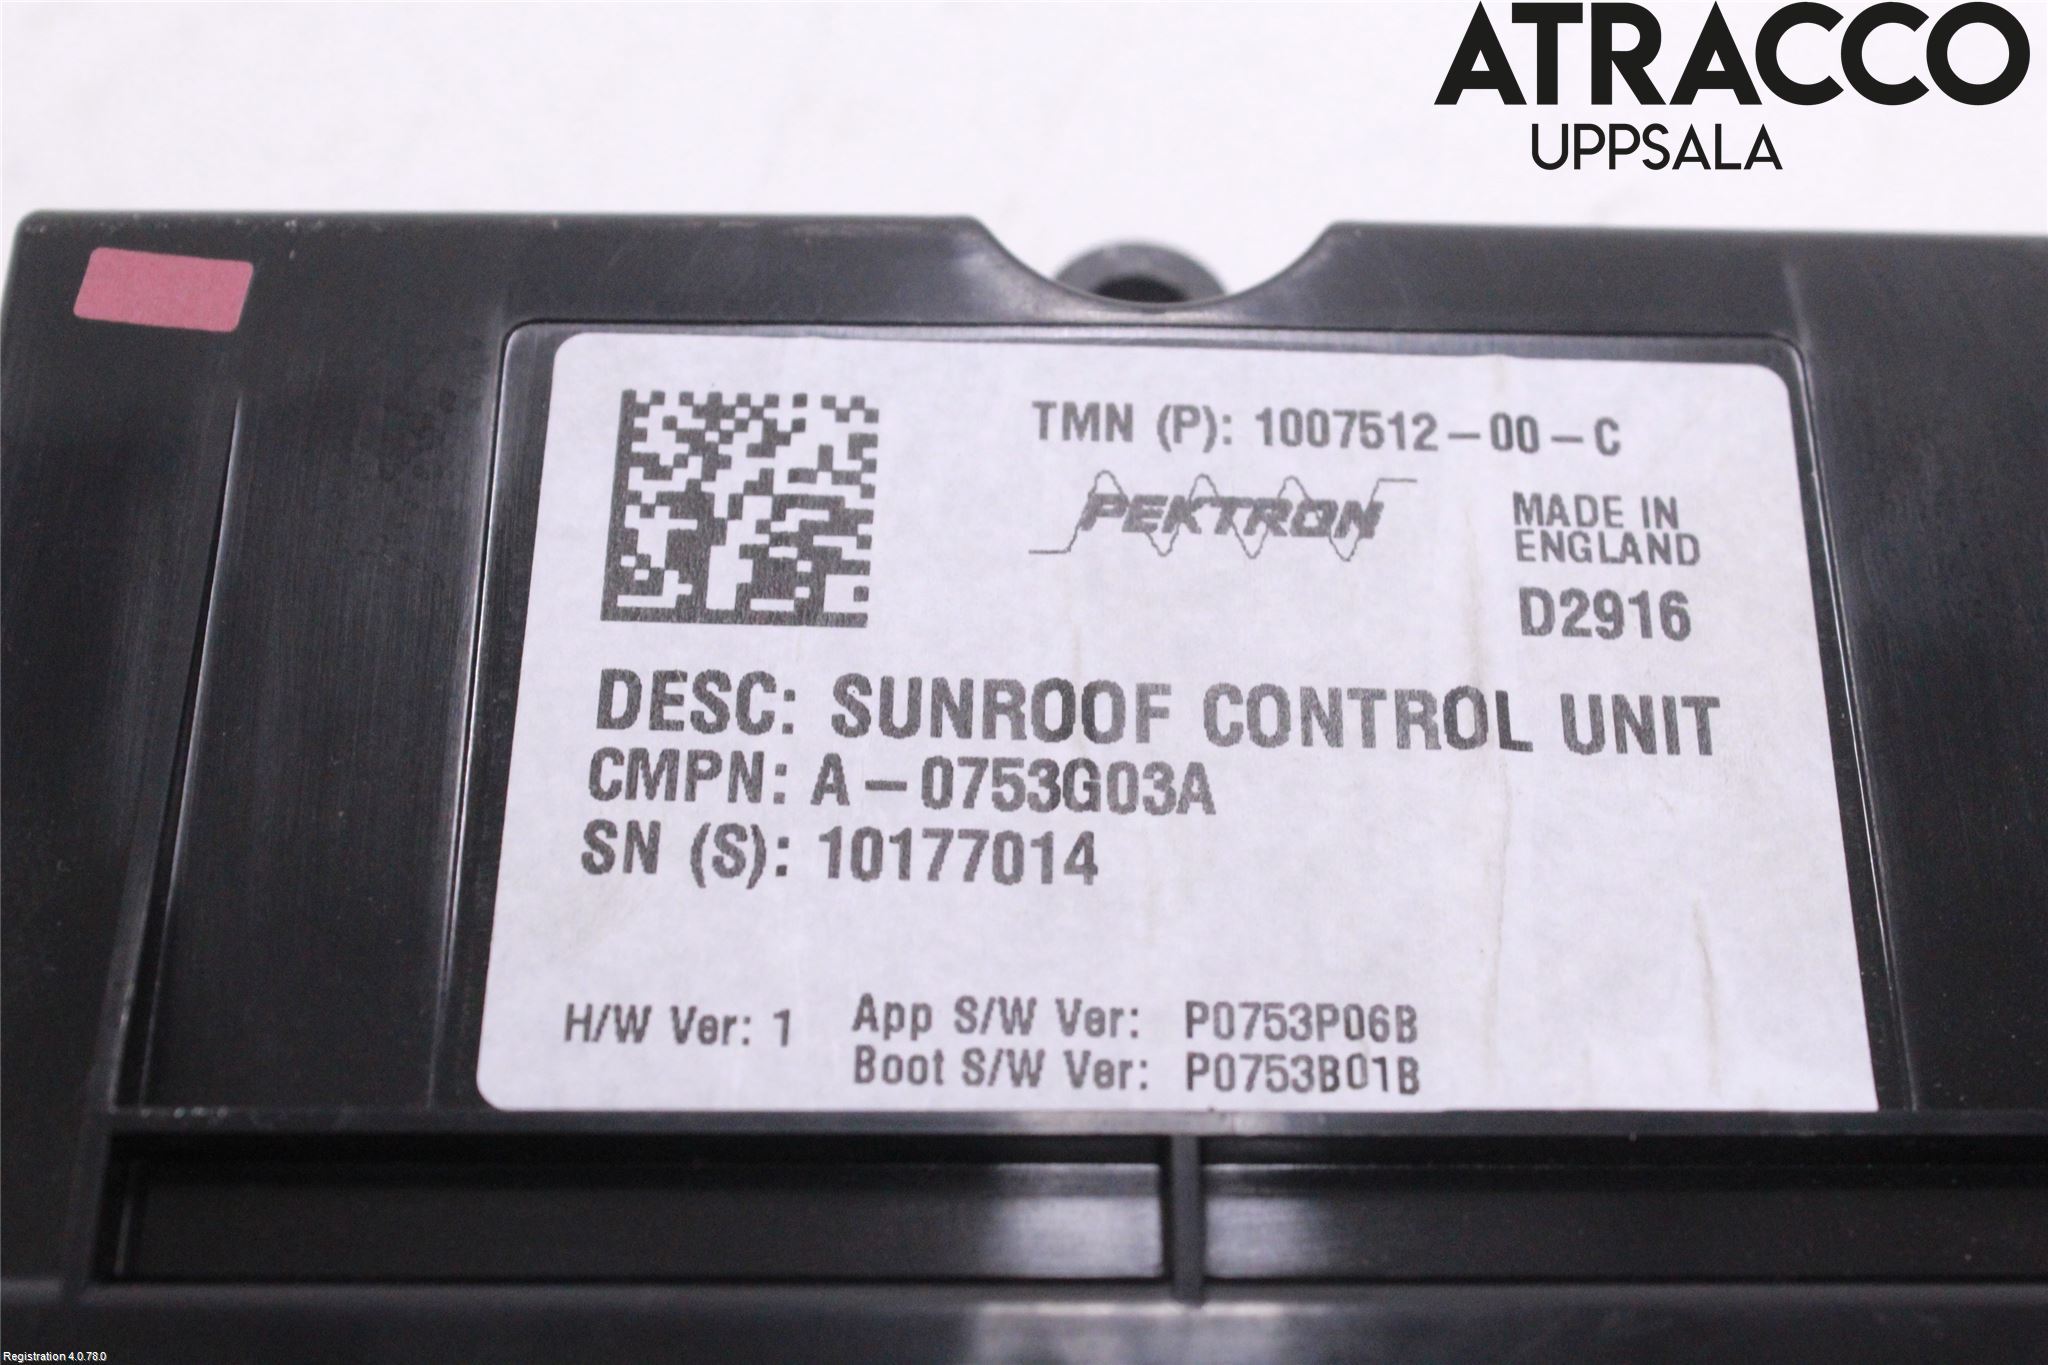 ATRACCO
UPPSALA
TMN (P): 1007512-00-C
PEKTRON
MADE IN
ENGLAND
D2916
DESC: SUNROOF CONTROL UNIT
CMPN: A-0753G03A
SN (S): 10177014
H/W Ver: 1
App S/W Ver: P0753P06B
Boot S/W Ver: P0753B01B
Registration 4.0.78.0